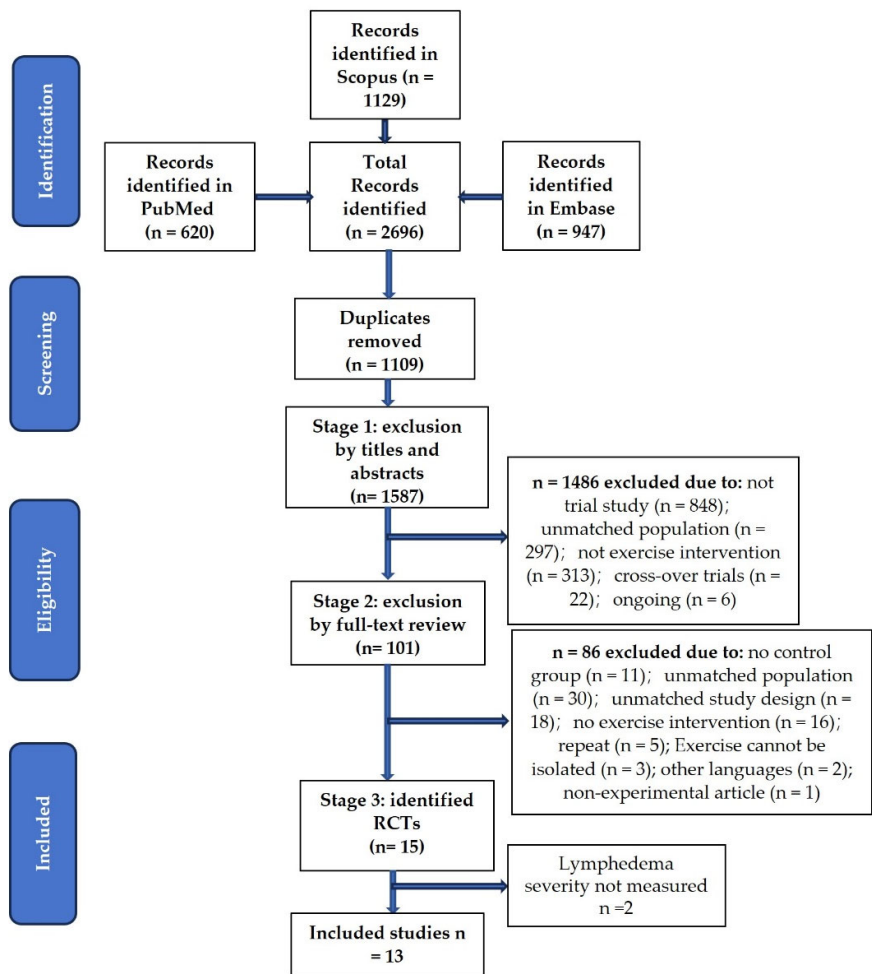 Identification
Records
identified in
Scopus (n =
1129)
Records
identified in
PubMed
(n = 620)
Total
Records
identified
(n = 2696)
Records
identified
in Embase
(n = 947)
Screening
Duplicates
removed
(n = 1109)
Stage 1: exclusion
by titles and
abstracts
(n= 1587)
n = 1486 excluded due to: not
trial study (n = 848);
unmatched population (n =
297); not exercise intervention
(n = 313); cross-over trials (n =
22); ongoing (n = 6)
Eligibility
Stage 2: exclusion
by full-text review
(n= 101)
n = 86 excluded due to: no control
group (n = 11); unmatched population
(n = 30); unmatched study design (n =
18); no exercise intervention (n = 16);
repeat (n = 5); Exercise cannot be
isolated (n = 3); other languages (n = 2);
non-experimental article (n = 1)
Included
Stage 3: identified
RCTs
(n= 15)
Lymphedema
severity not measured
n =2
Included studies n
= 13